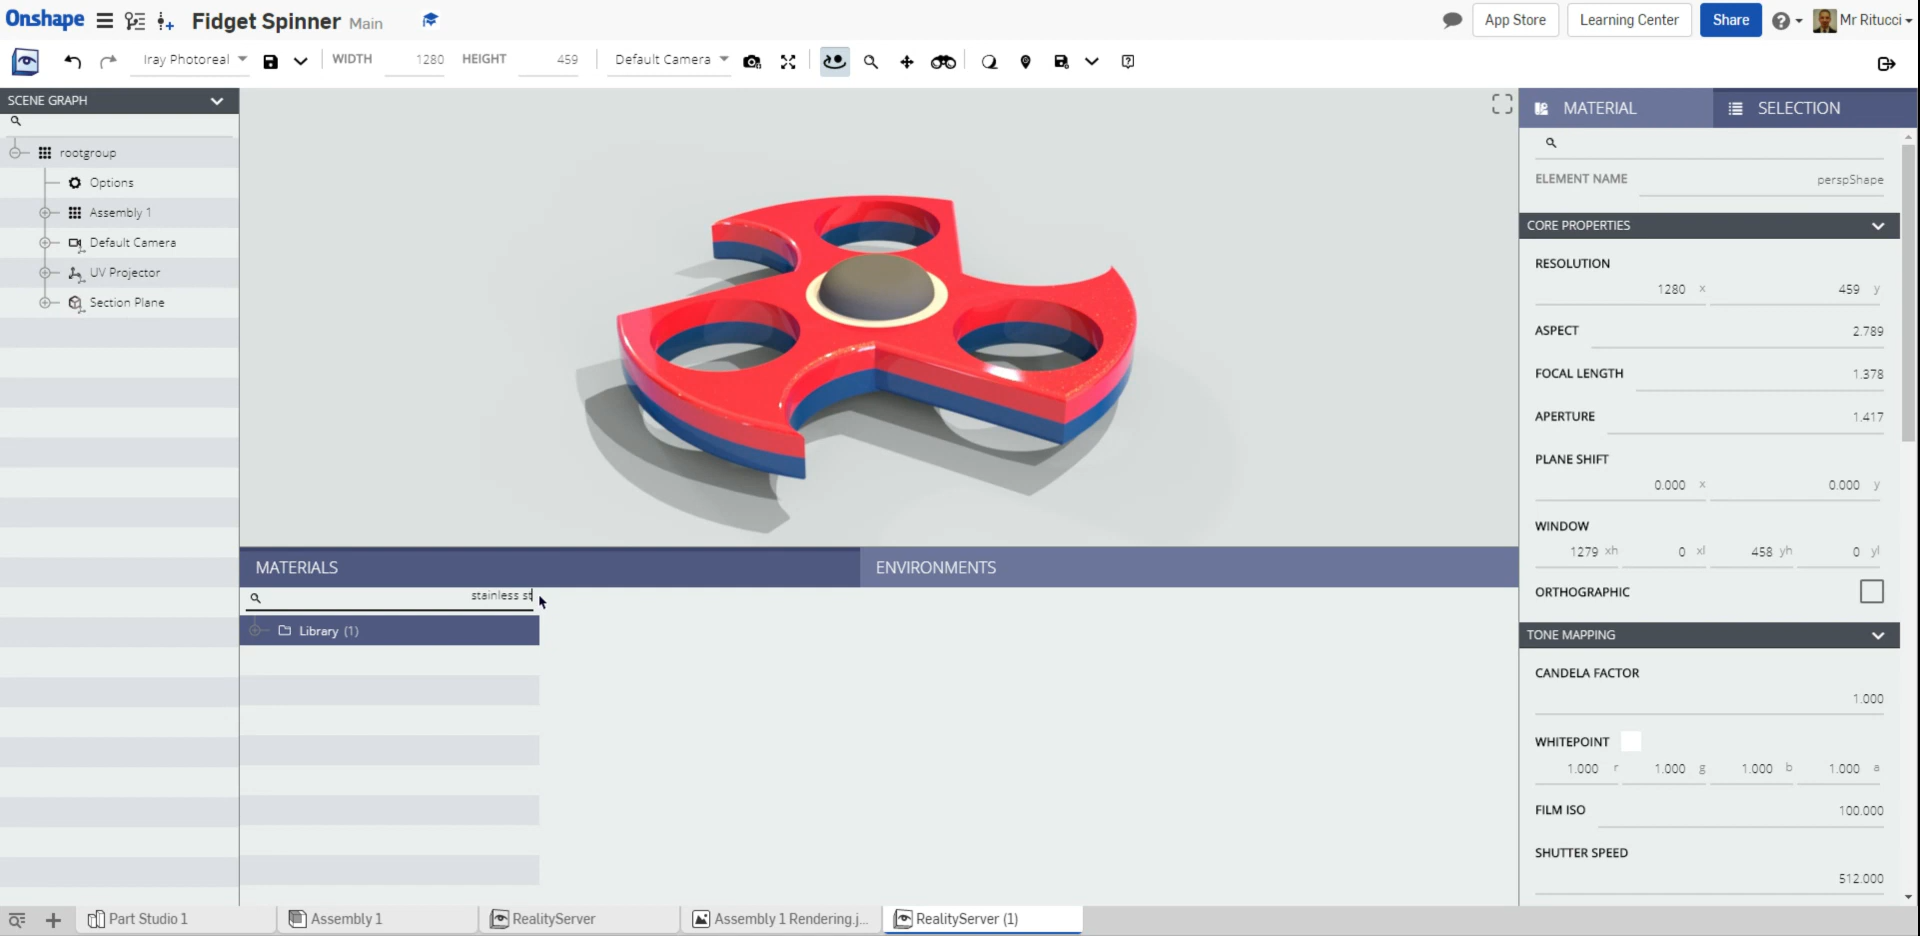 Onshape Fidget Spinner Main App Store Learning Center Share Mr Ritucci
Iray Photoreal WIDTH 1280 HEIGHT 459 Default Camera
SCENE GRAPH
rootgroup
Options
Assembly 1
Default Camera
UV Projector
Section Plane
MATERIALS ENVIRONMENTS
stainless st
Library (1)
MATERIAL SELECTION
ELEMENT NAME perspShape
CORE PROPERTIES
RESOLUTION
1280 x 459 y
ASPECT 2.789
FOCAL LENGTH 1.378
APERTURE 1.417
PLANE SHIFT
0.000 x 0.000 y
WINDOW
1279 xh 0 xl 458 yh 0 yl
ORTHOGRAPHIC
TONE MAPPING
CANDELA FACTOR
1.000
WHITEPOINT
1.000 r 1.000 g 1.000 b 1.000 a
FILM ISO 100.000
SHUTTER SPEED
512.000
Part Studio 1 Assembly 1 RealityServer Assembly 1 Rendering.j... RealityServer (1)